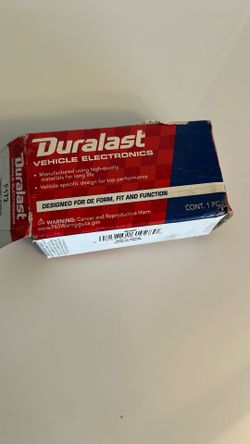 Duralast
VEHICLE ELECTRONICS
• Manufactured using high-quality
materials for long life
• Vehicle specific design for top performance
DESIGNED FOR OE FORM, FIT AND FUNCTION
WARNING: Cancer and Reproductive Harm
www.P65Warnings.ca.gov
CONT. 1 PC
Duralast